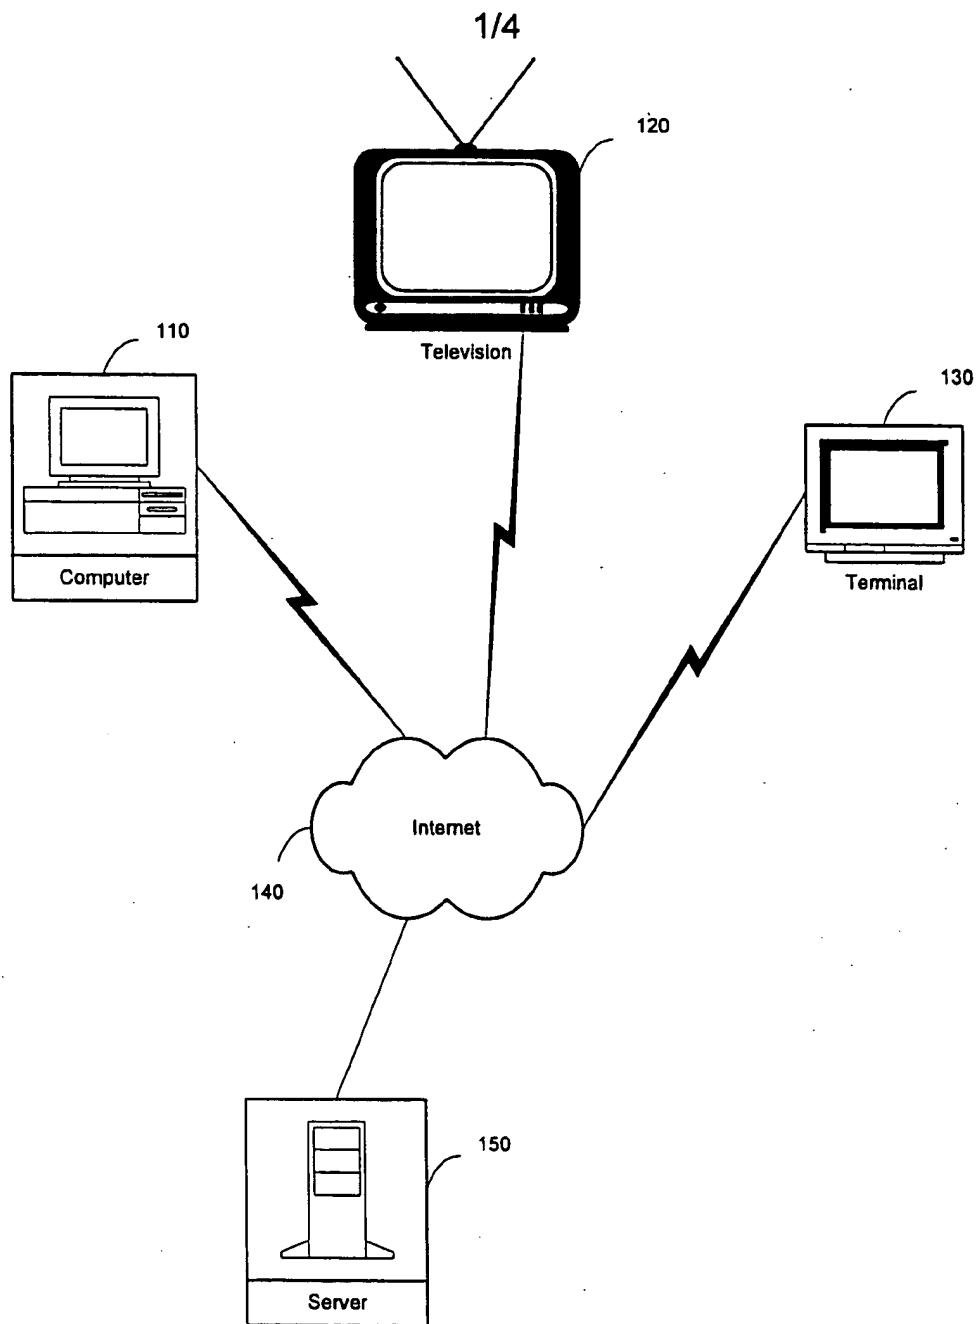 1/4
120
Television
110
Computer
130
Terminal
Internet
140
150
Server